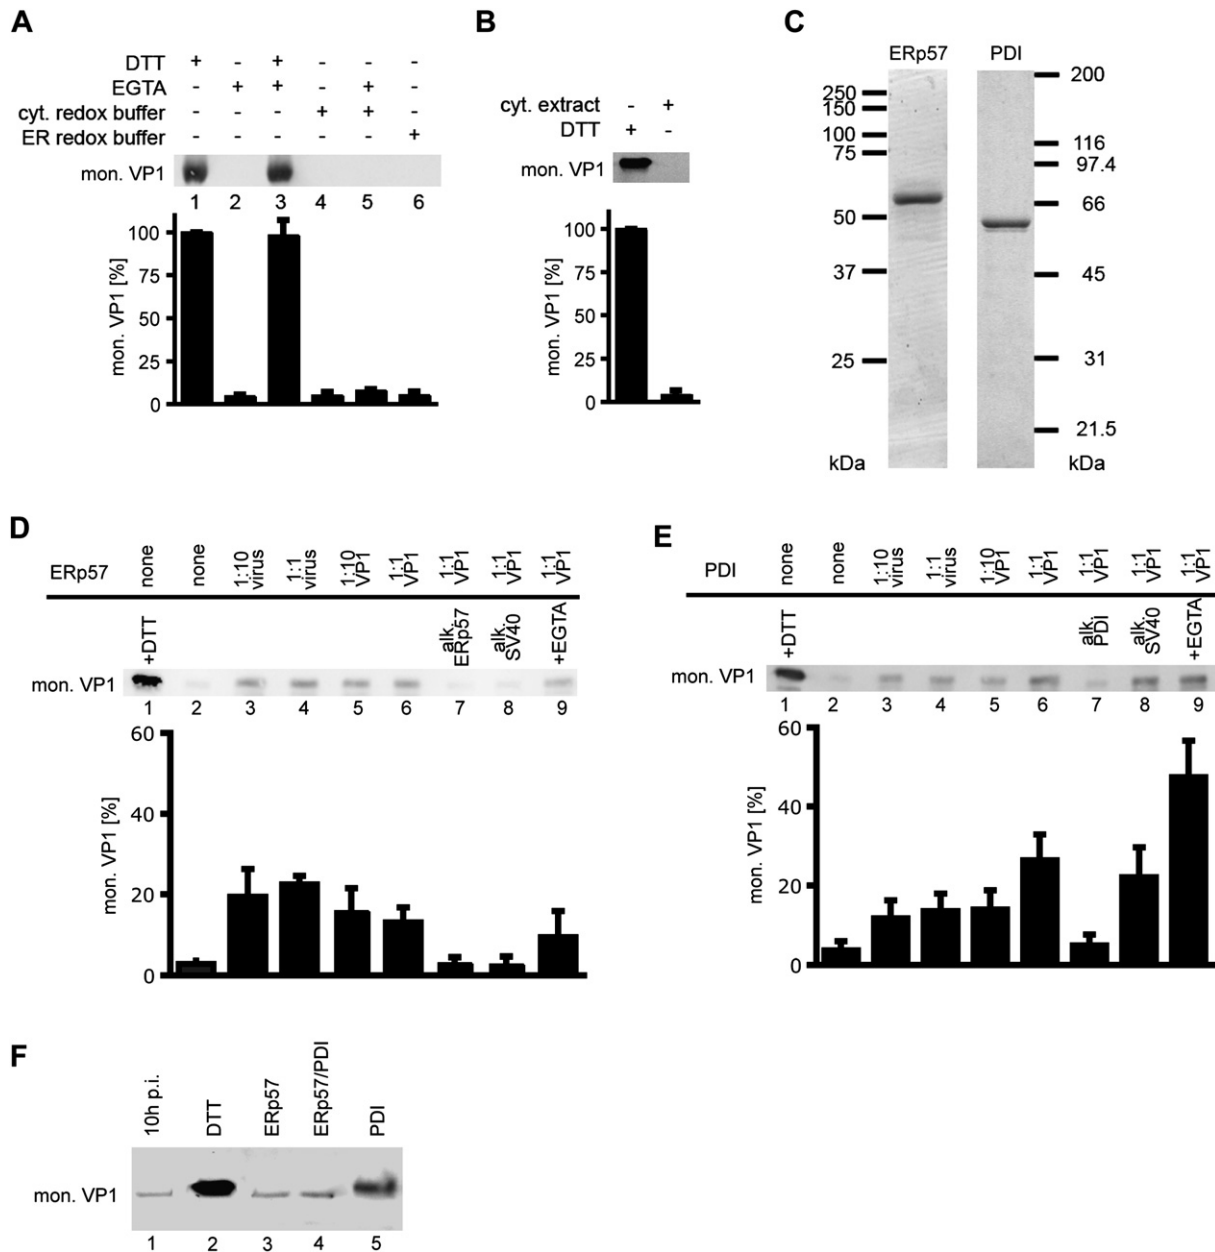 A
DTT + - + - - -
EGTA - + + - + -
cyt. redox buffer - - - + + -
ER redox buffer - - - - - +
mon. VP1
1 2 3 4 5 6
mon. VP1 [%]
100
75
50
25
0
B
cyt. extract - +
DTT + -
mon. VP1
mon. VP1 [%]
100
75
50
25
0
C
ERp57 PDI
250
150
100
75
50
37
25
kDa
200
116
97.4
66
45
31
21.5
kDa
D
ERp57
none
none
1:10 virus
1:1 virus
1:10 VP1
1:1 VP1
1:1 VP1
1:1 VP1
1:1 VP1
+DTT
alk. ERp57
alk. SV40
+EGTA
mon. VP1
1 2 3 4 5 6 7 8 9
mon. VP1 [%]
60
40
20
0
E
PDI
none
none
1:10 virus
1:1 virus
1:10 VP1
1:1 VP1
1:1 VP1
1:1 VP1
1:1 VP1
+DTT
alk. PDI
alk. SV40
+EGTA
mon. VP1
1 2 3 4 5 6 7 8 9
mon. VP1 [%]
60
40
20
0
F
10h p.i.
DTT
ERp57
ERp57/PDI
PDI
mon. VP1
1 2 3 4 5